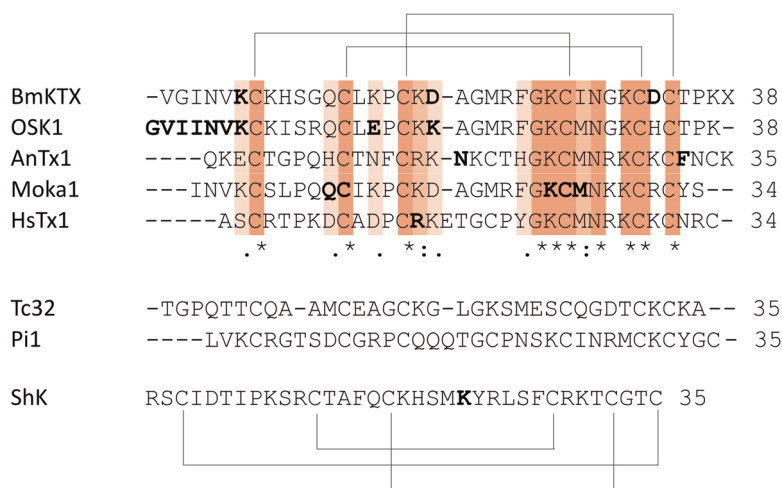 BmKTX -VGINVKCKHSGQCLKPCKD-AGMRFGKCINGKCDCTPKX 38
OSK1 GVIINVKCKISRQCLEPCKK-AGMRFGKCMNGKCHCTPK- 38
AnTx1 ----QKECTGPQHCTNFCRK-NKCTHGKCMNRKCKCFNCK 35
Moka1 ---INVKCSLPQQCIKPCKD-AGMRFGKCMNKKCRCYS-- 34
HsTx1 -----ASCRTPKDCADPCRKETGCPYGKCMNRKCKCNRC- 34
.* .* . *:. . ***:* ** *
Tc32 -TGPQTTCQA-AMCEAGCKG-LGKSMESCQGDTCKCKA-- 35
Pi1 ----LVKCRGTSDCGRPCQQQTGCPNSKCINRMCKCYGC- 35
ShK RSCIDTIPKSRCTAFQCKHSMKYRLSFCRKTCGTC 35